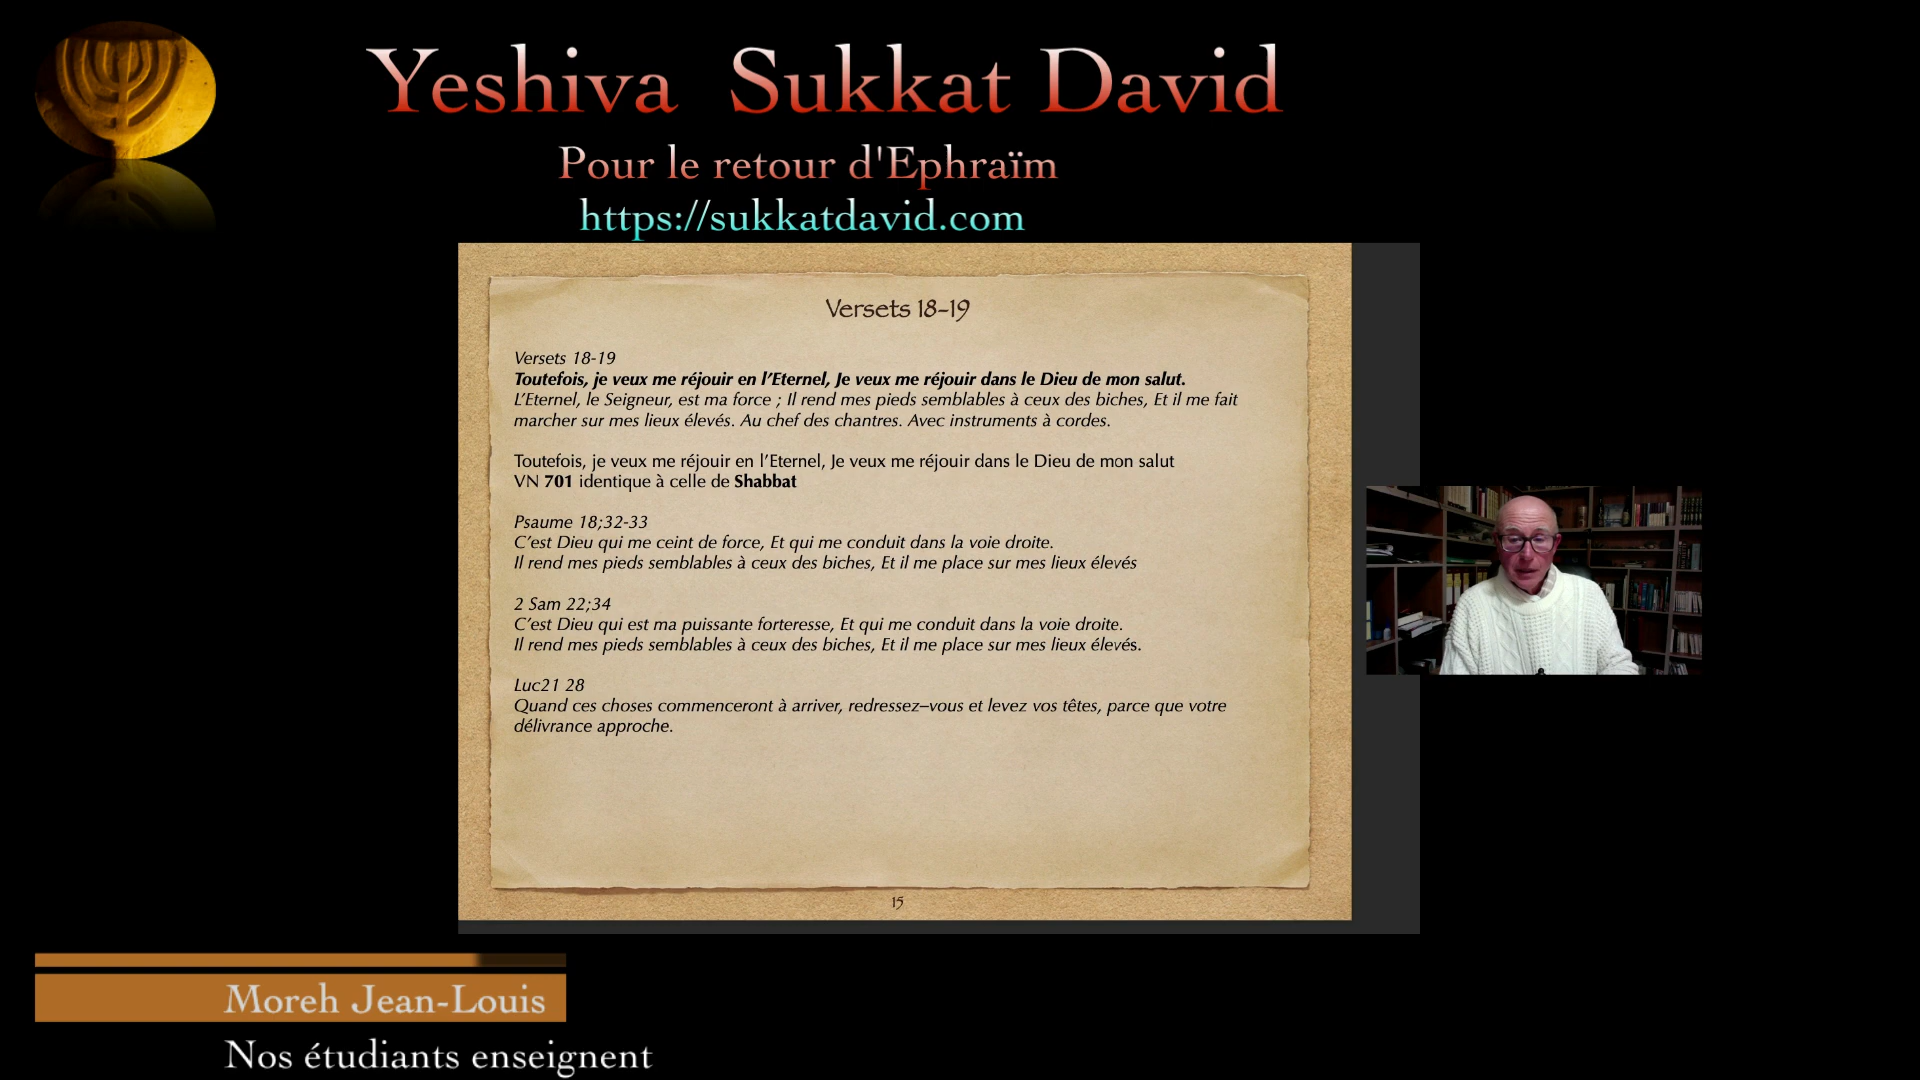 Yeshiva Sukkat David
Pour le retour d'Ephraïm
https://sukkatdavid.com
Versets 18-19
Versets 18-19
Toutefois, je veux me réjouir en l'Eternel, Je veux me réjouir dans le Dieu de mon salut.
L'Eternel, le Seigneur, est ma force ; Il rend mes pieds semblables à ceux des biches, Et il me fait
marcher sur mes lieux élevés. Au chef des chantres. Avec instruments à cordes.
Toutefois, je veux me réjouir en l'Eternel, Je veux me réjouir dans le Dieu de mon salut
VN 701 identique à celle de Shabbat
Psaume 18;32-33
C'est Dieu qui me ceint de force, Et qui me conduit dans la voie droite.
Il rend mes pieds semblables à ceux des biches, Et il me place sur mes lieux élevés
2 Sam 22;34
C'est Dieu qui est ma puissante forteresse, Et qui me conduit dans la voie droite.
Il rend mes pieds semblables à ceux des biches, Et il me place sur mes lieux élevés.
Luc21 28
Quand ces choses commenceront à arriver, redressez–vous et levez vos têtes, parce que votre
délivrance approche.
15
Moreh Jean-Louis
Nos étudiants enseignent